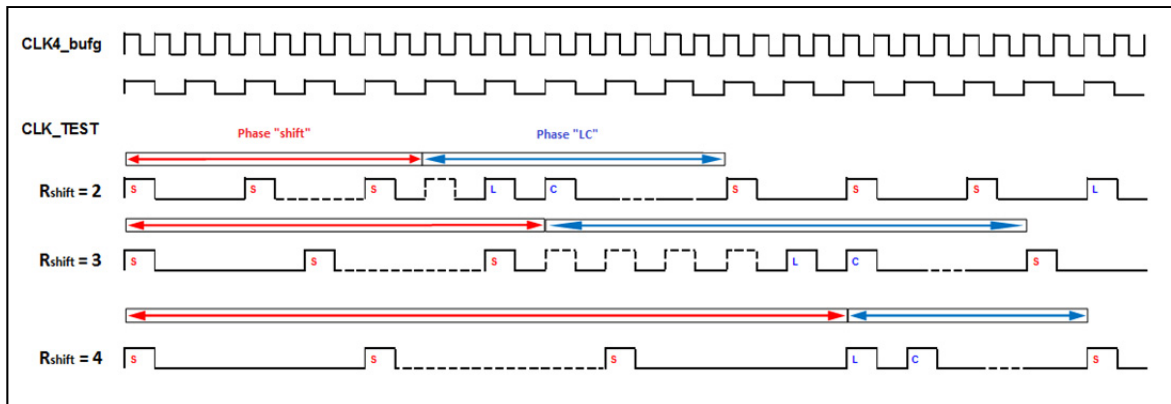 CLK4_bufg
CLK_TEST
Phase "shift" Phase "LC"
Rshift = 2 S S S L C S S S L
Rshift = 3 S S S L C S
Rshift = 4 S S S L C S